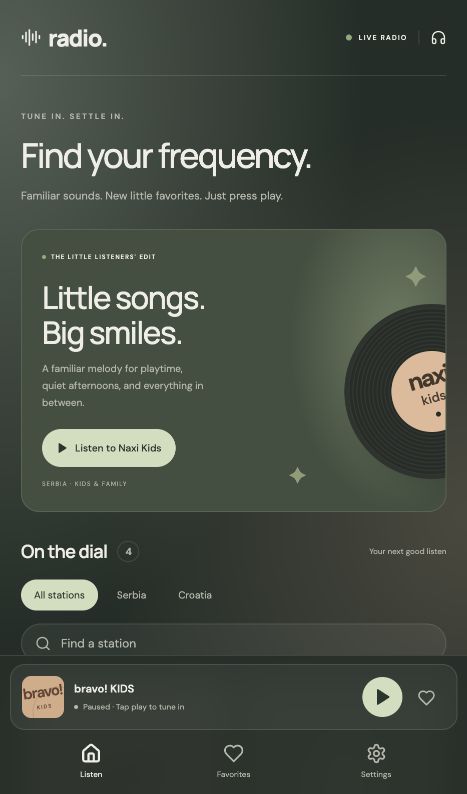 radio.
LIVE RADIO
TUNE IN. SETTLE IN.
Find your frequency.
Familiar sounds. New little favorites. Just press play.
THE LITTLE LISTENERS' EDIT
Little songs.
Big smiles.
A familiar melody for playtime,
quiet afternoons, and everything in
between.
naxi
kids
Listen to Naxi Kids
SERBIA · KIDS & FAMILY
On the dial 4
Your next good listen
All stations
Serbia
Croatia
Find a station
bravo!
KIDS
bravo! KIDS
Paused · Tap play to tune in
Listen
Favorites
Settings